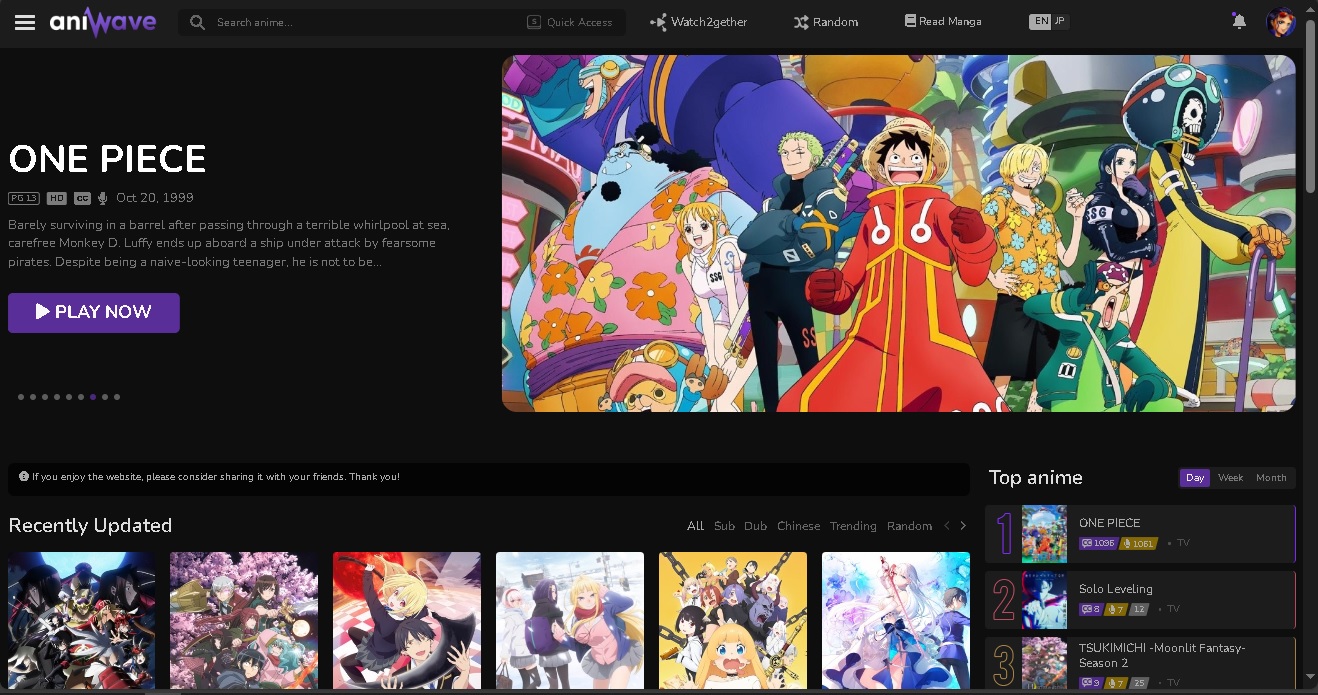 aniwave
Search anime...
S Quick Access
Watch2gether
Random
Read Manga
EN JP
ONE PIECE
PG 13 HD CC Oct 20, 1999
Barely surviving in a barrel after passing through a terrible whirlpool at sea,
carefree Monkey D. Luffy ends up aboard a ship under attack by fearsome
pirates. Despite being a naive-looking teenager, he is not to be...
PLAY NOW
SSG
SSG
If you enjoy the website, please consider sharing it with your friends. Thank you!
Recently Updated
All Sub Dub Chinese Trending Random
Top anime
Day Week Month
1
ONE PIECE
CC 1096 1061 • TV
2
Solo Leveling
CC 8 7 12 • TV
3
TSUKIMICHI -Moonlit Fantasy-
Season 2
CC 9 7 25 • TV